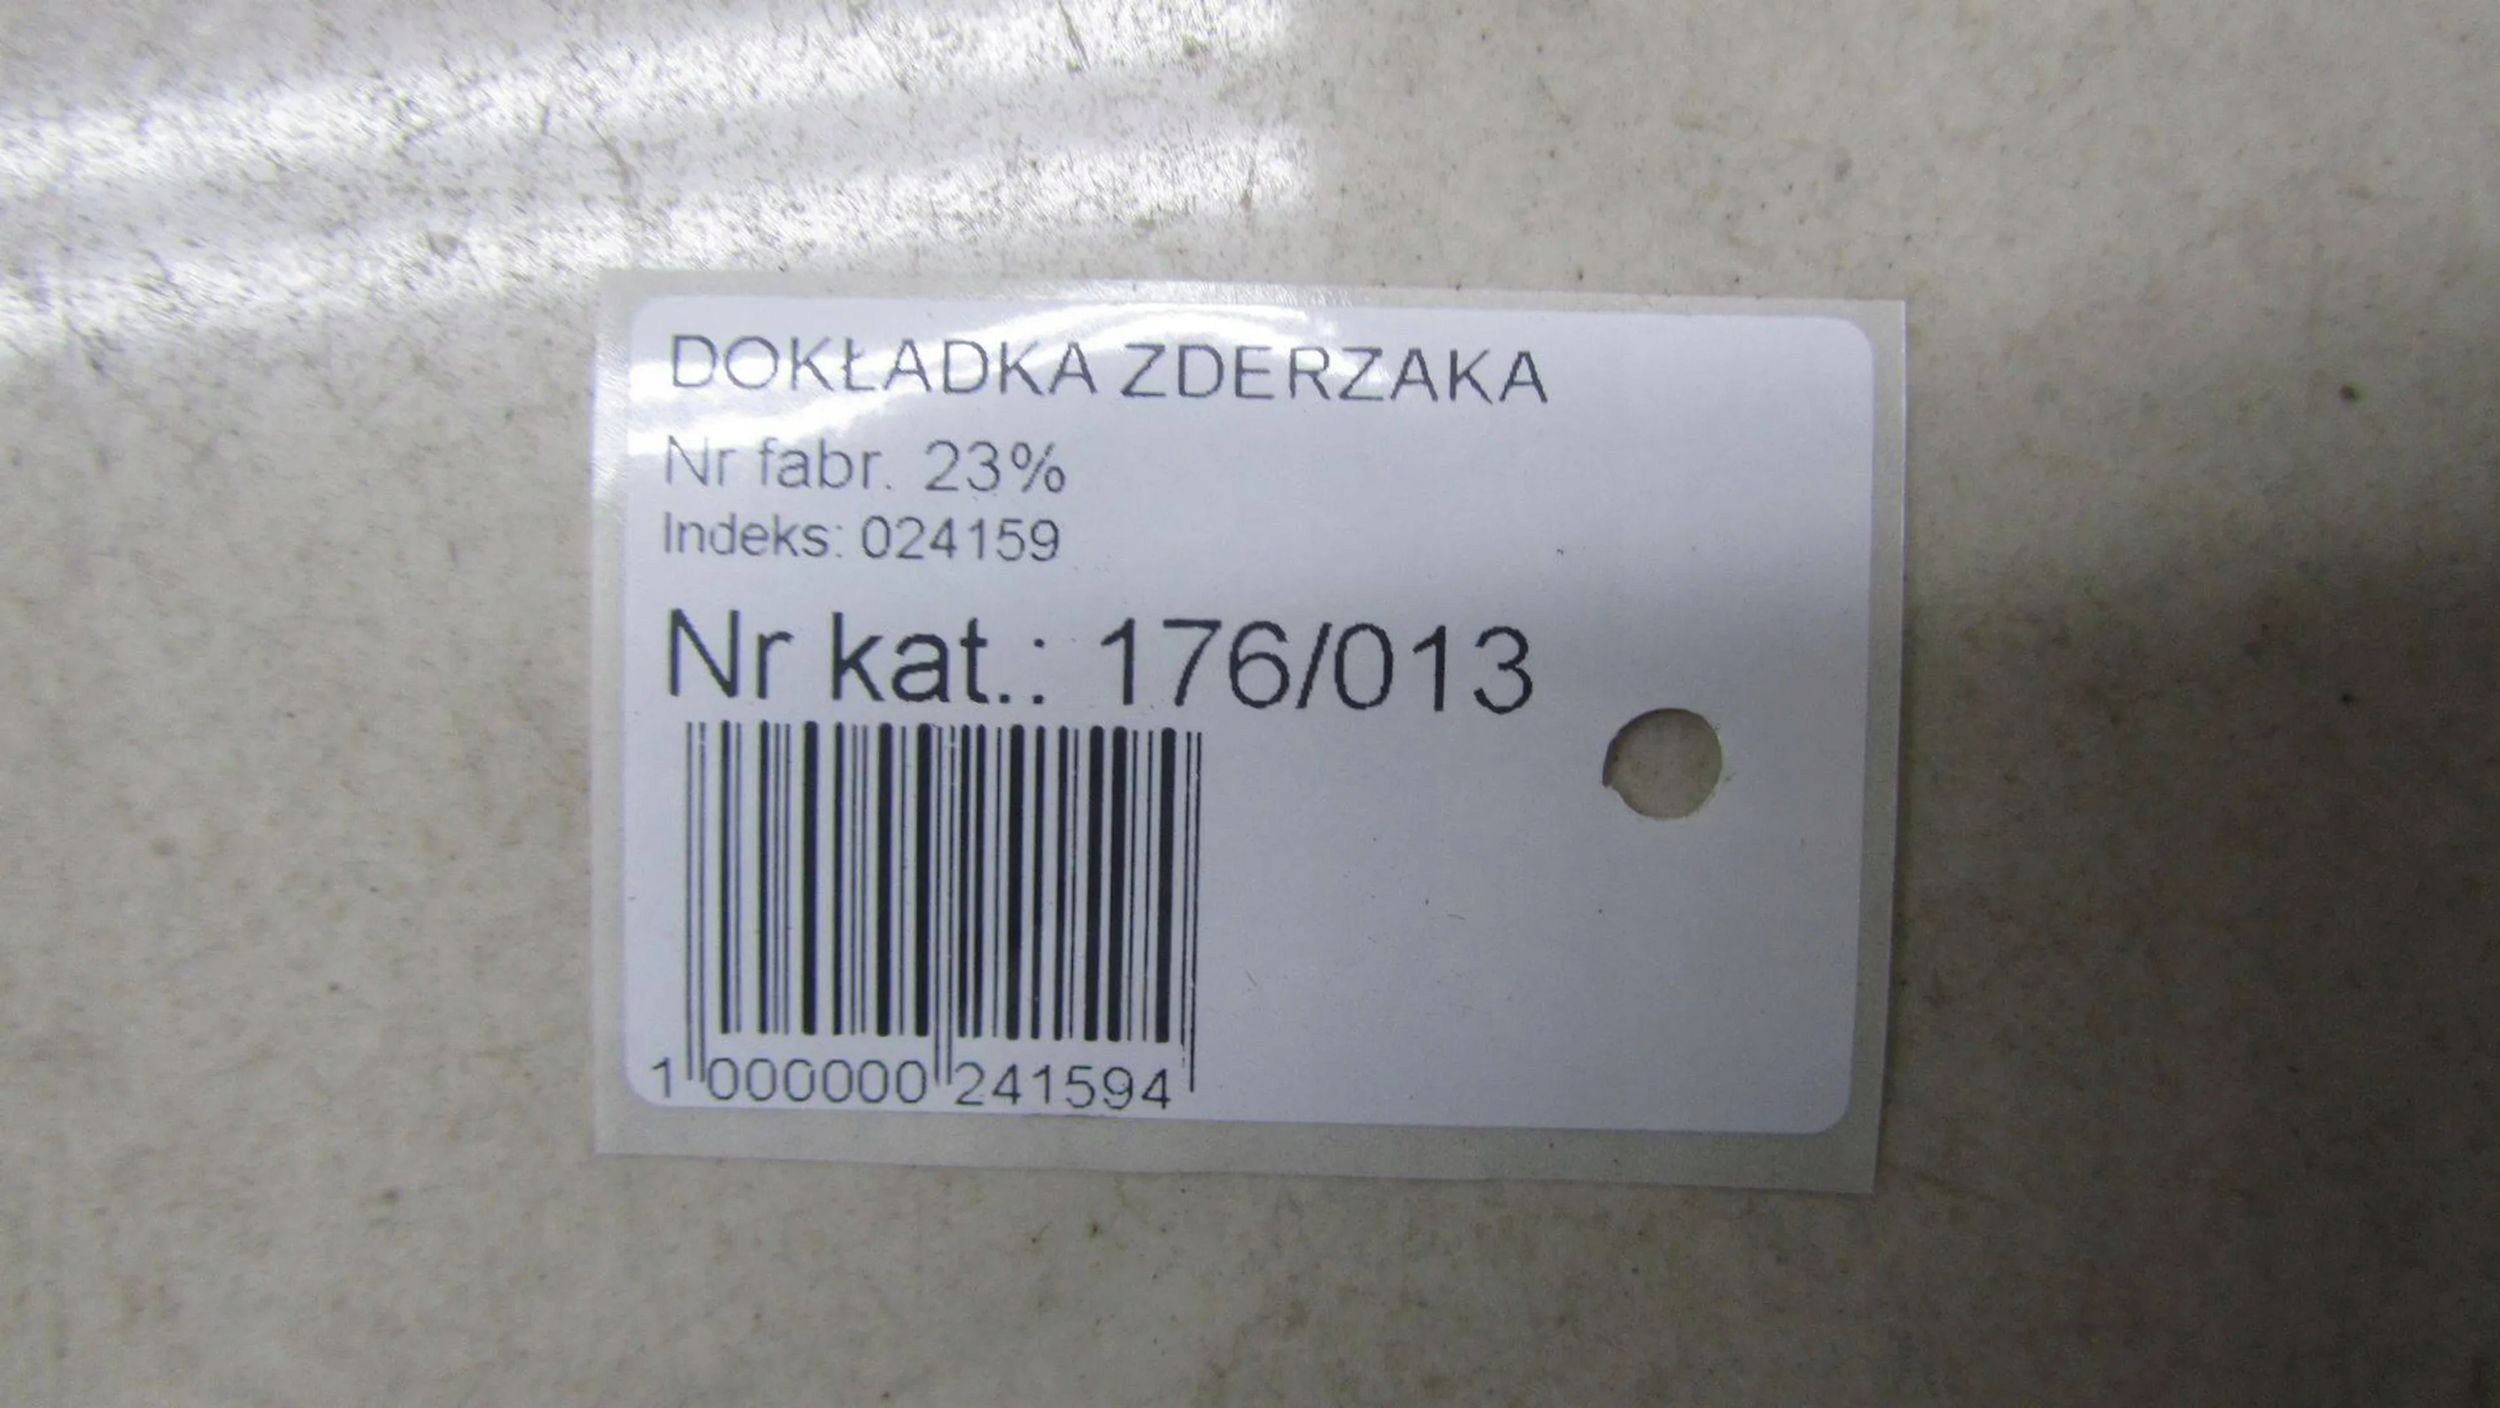 DOKŁADKA ZDERZAKA
Nr fabr. 23%
Indeks: 024159
Nr kat.: 176/013
1 000000 241594